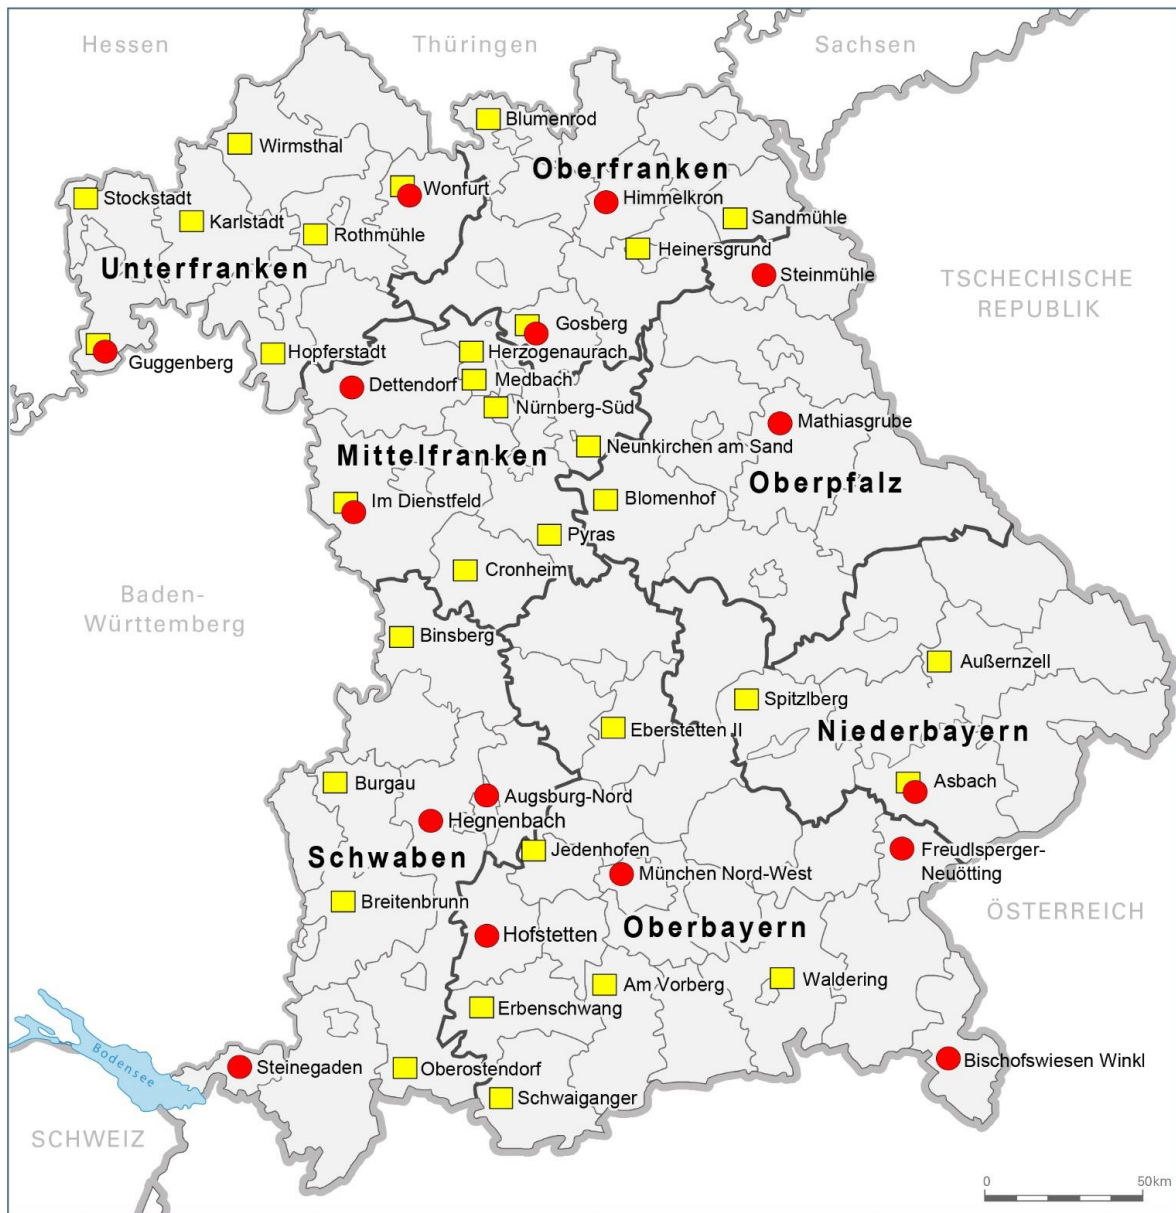 Hessen
Thüringen
Sachsen
Blumenrod
Wirmsthal
Oberfranken
Wonfurt
Himmelkron
Stockstadt
Karlstadt
Sandmühle
Rothmühle
Heinersgrund
Unterfranken
Steinmühle
TSCHECHISCHE
REPUBLIK
Gosberg
Hopferstadt
Herzogenaurach
Guggenberg
Dettendorf
Medbach
Nürnberg-Süd
Mathiasgrube
Mittelfranken
Neunkirchen am Sand
Oberpfalz
Im Dienstfeld
Blomenhof
Pyras
Cronheim
Baden-
Württemberg
Binsberg
Außernzell
Spitzlberg
Eberstetten II
Niederbayern
Burgau
Asbach
Augsburg-Nord
Hegnenbach
Schwaben
Jedenhofen
Freudlsperger-
Neuötting
München Nord-West
Breitenbrunn
ÖSTERREICH
Oberbayern
Hofstetten
Am Vorberg
Waldering
Erbenschwang
Bodensee
Steinegaden
Oberostendorf
Bischofswiesen Winkl
Schwaiganger
SCHWEIZ
0 50km